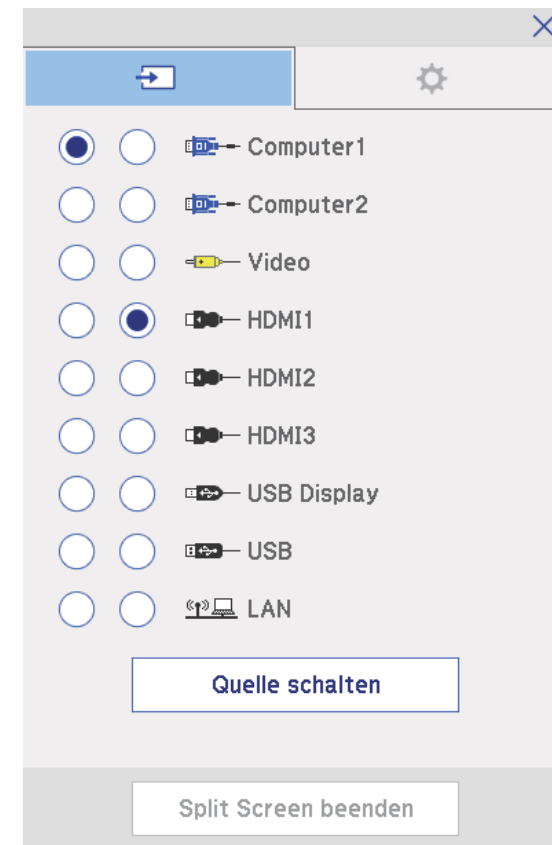 Computer1
Computer2
Video
HDMI1
HDMI2
HDMI3
USB Display
USB
LAN
Quelle schalten
Split Screen beenden